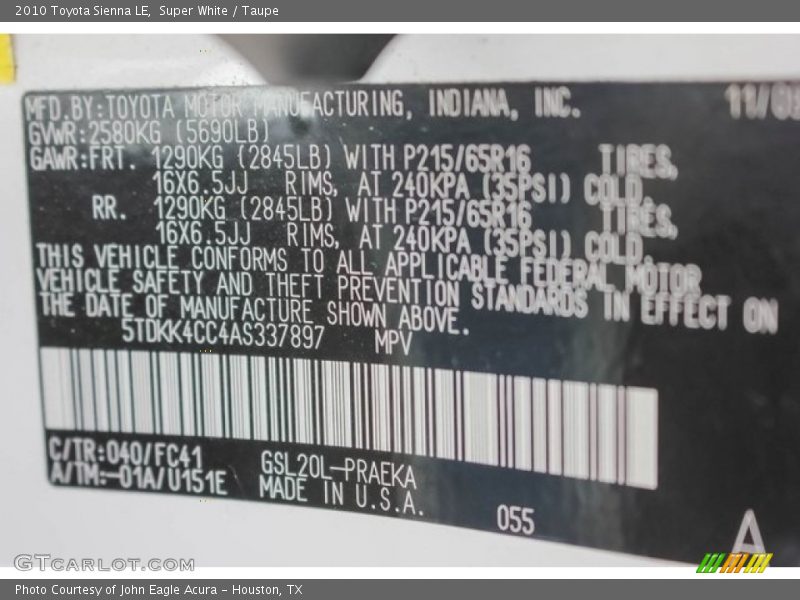 2010 Toyota Sienna LE, Super White / Taupe
MFD.BY:TOYOTA MOTOR MANUFACTURING, INDIANA, INC. 11/09
GVWR:2580KG (5690LB)
GAWR:FRT. 1290KG (2845LB) WITH P215/65R16 TIRES,
16X6.5JJ RIMS, AT 240KPA (35PSI) COLD.
RR. 1290KG (2845LB) WITH P215/65R16 TIRES,
16X6.5JJ RIMS, AT 240KPA (35PSI) COLD.
THIS VEHICLE CONFORMS TO ALL APPLICABLE FEDERAL MOTOR
VEHICLE SAFETY AND THEFT PREVENTION STANDARDS IN EFFECT ON
THE DATE OF MANUFACTURE SHOWN ABOVE.
5TDKK4CC4AS337897 MPV
C/TR:040/FC41 GSL20L-PRAEKA
A/TM:-01A/U151E MADE IN U.S.A.
055
A
GTCARLOT.COM
Photo Courtesy of John Eagle Acura - Houston, TX